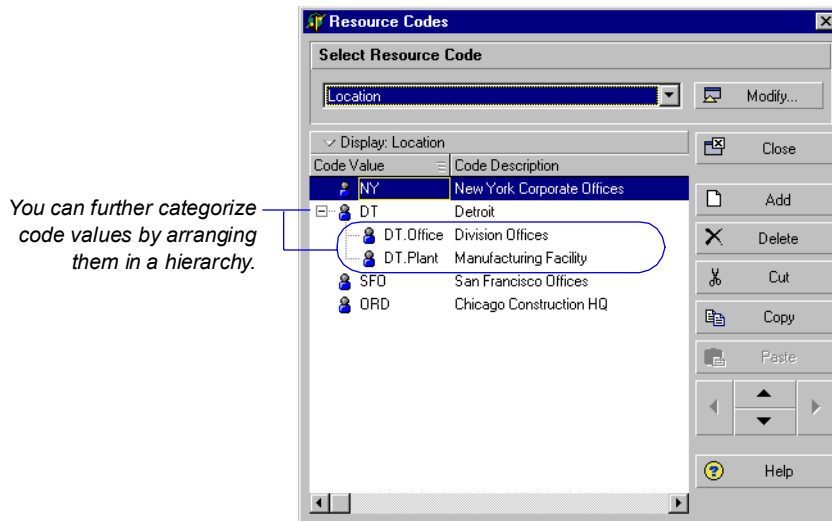 Resource Codes
Select Resource Code
Location
Modify...
Display: Location
Close
Code Value Code Description
NY New York Corporate Offices
Add
You can further categorize
code values by arranging
them in a hierarchy.
DT Detroit
DT.Office Division Offices
Delete
DT.Plant Manufacturing Facility
SFO San Francisco Offices
Cut
ORD Chicago Construction HQ
Copy
Paste
Help